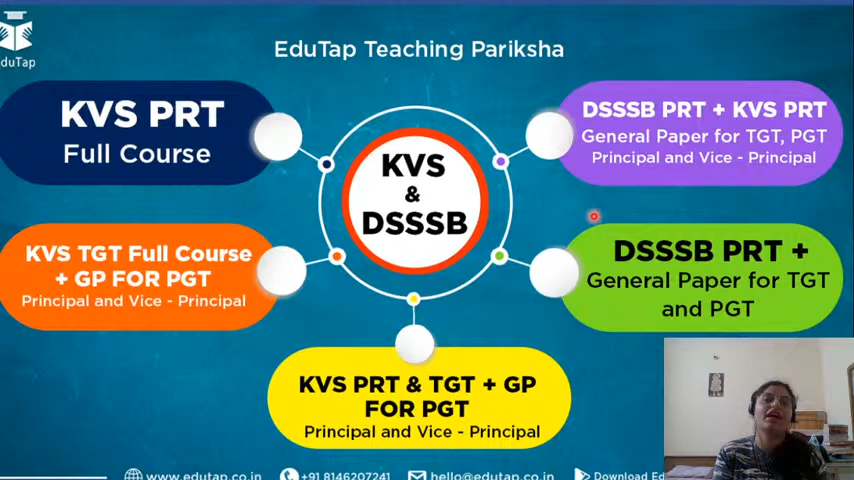 EduTap Teaching Pariksha
duTap
KVS PRT
Full Course
KVS
&
DSSSB
DSSSB PRT + KVS PRT
General Paper for TGT, PGT
Principal and Vice - Principal
KVS TGT Full Course
+ GP FOR PGT
Principal and Vice - Principal
DSSSB PRT +
General Paper for TGT
and PGT
KVS PRT & TGT + GP
FOR PGT
Principal and Vice - Principal
www.edutap.co.in
+91 8146207241
hello@edutap.co.in
Download Ed